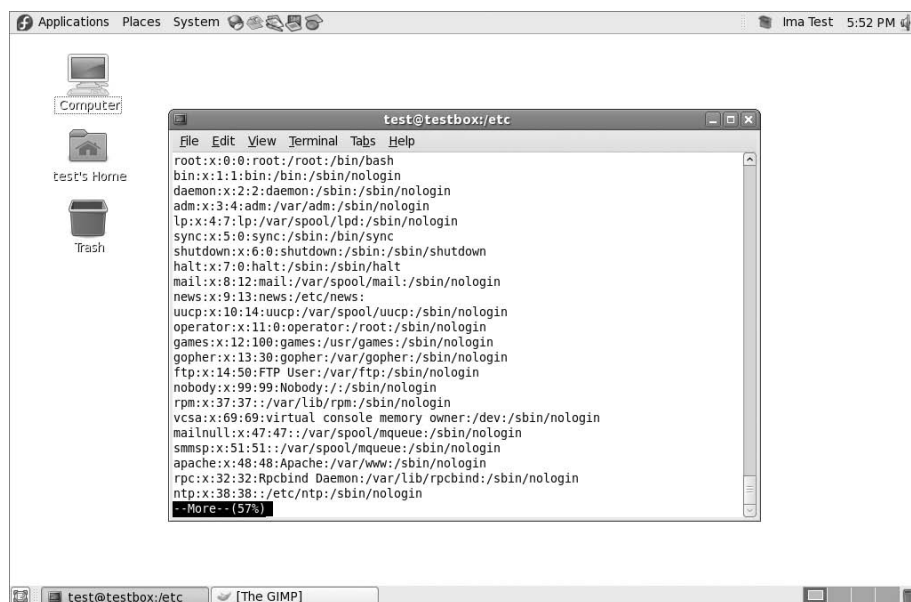 Applications Places System Ima Test 5:52 PM
Computer
test's Home
Trash
test@testbox:/etc
File Edit View Terminal Tabs Help
root:x:0:0:root:/root:/bin/bash
bin:x:1:1:bin:/bin:/sbin/nologin
daemon:x:2:2:daemon:/sbin:/sbin/nologin
adm:x:3:4:adm:/var/adm:/sbin/nologin
lp:x:4:7:lp:/var/spool/lpd:/sbin/nologin
sync:x:5:0:sync:/sbin:/bin/sync
shutdown:x:6:0:shutdown:/sbin:/sbin/shutdown
halt:x:7:0:halt:/sbin:/sbin/halt
mail:x:8:12:mail:/var/spool/mail:/sbin/nologin
news:x:9:13:news:/etc/news:
uucp:x:10:14:uucp:/var/spool/uucp:/sbin/nologin
operator:x:11:0:operator:/root:/sbin/nologin
games:x:12:100:games:/usr/games:/sbin/nologin
gopher:x:13:30:gopher:/var/gopher:/sbin/nologin
ftp:x:14:50:FTP User:/var/ftp:/sbin/nologin
nobody:x:99:99:Nobody:/:/sbin/nologin
rpm:x:37:37::/var/lib/rpm:/sbin/nologin
vcsa:x:69:69:virtual console memory owner:/dev:/sbin/nologin
mailnull:x:47:47::/var/spool/mqueue:/sbin/nologin
smmsp:x:51:51::/var/spool/mqueue:/sbin/nologin
apache:x:48:48:Apache:/var/www:/sbin/nologin
rpc:x:32:32:Rpcbind Daemon:/var/lib/rpcbind:/sbin/nologin
ntp:x:38:38::/etc/ntp:/sbin/nologin
--More--(57%)
test@testbox:/etc [The GIMP]